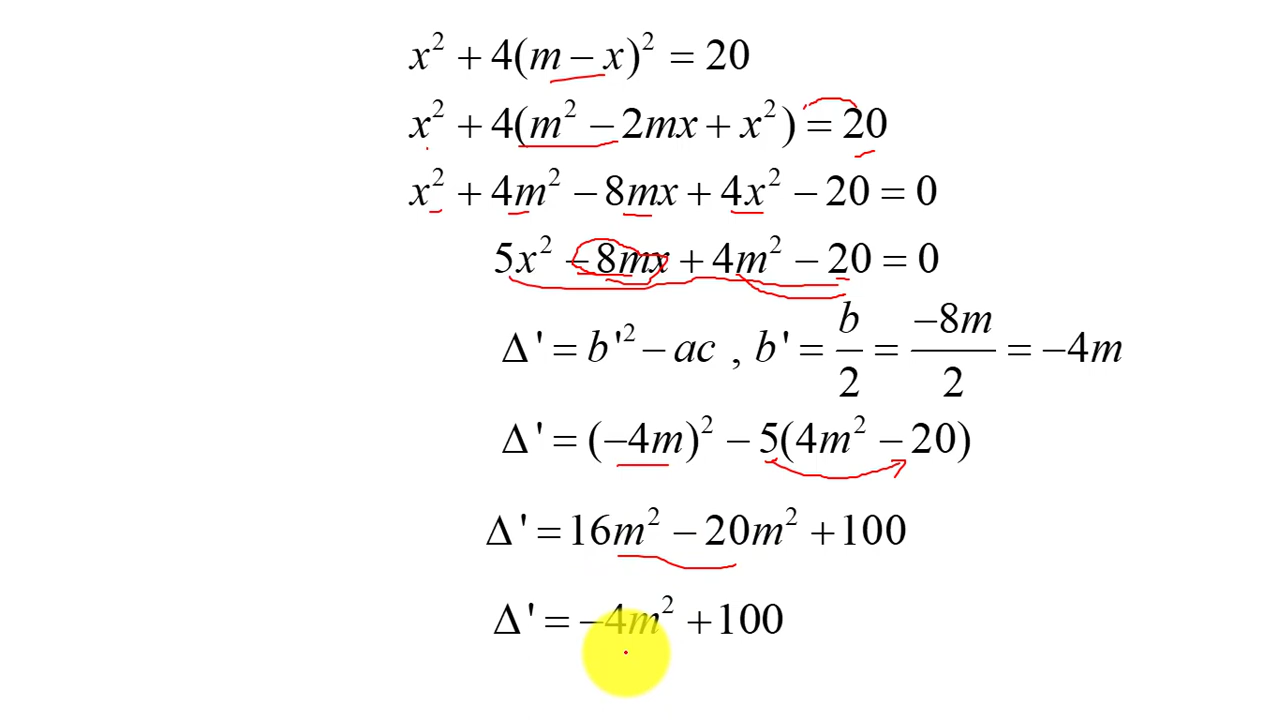 x² + 4(m − x)² = 20
x² + 4(m² − 2mx + x²) = 20
x² + 4m² − 8mx + 4x² − 20 = 0
5x² − 8mx + 4m² − 20 = 0
Δ' = b'² − ac , b' = b/2 = −8m/2 = −4m
Δ' = (−4m)² − 5(4m² − 20)
Δ' = 16m² − 20m² + 100
Δ' = −4m² + 100